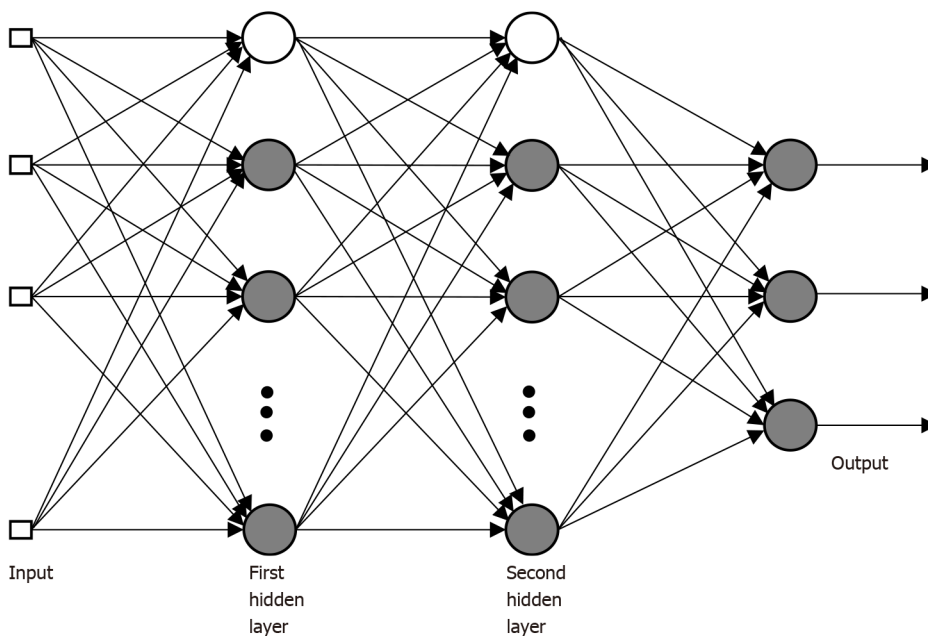 Output
Input
First
hidden
layer
Second
hidden
layer